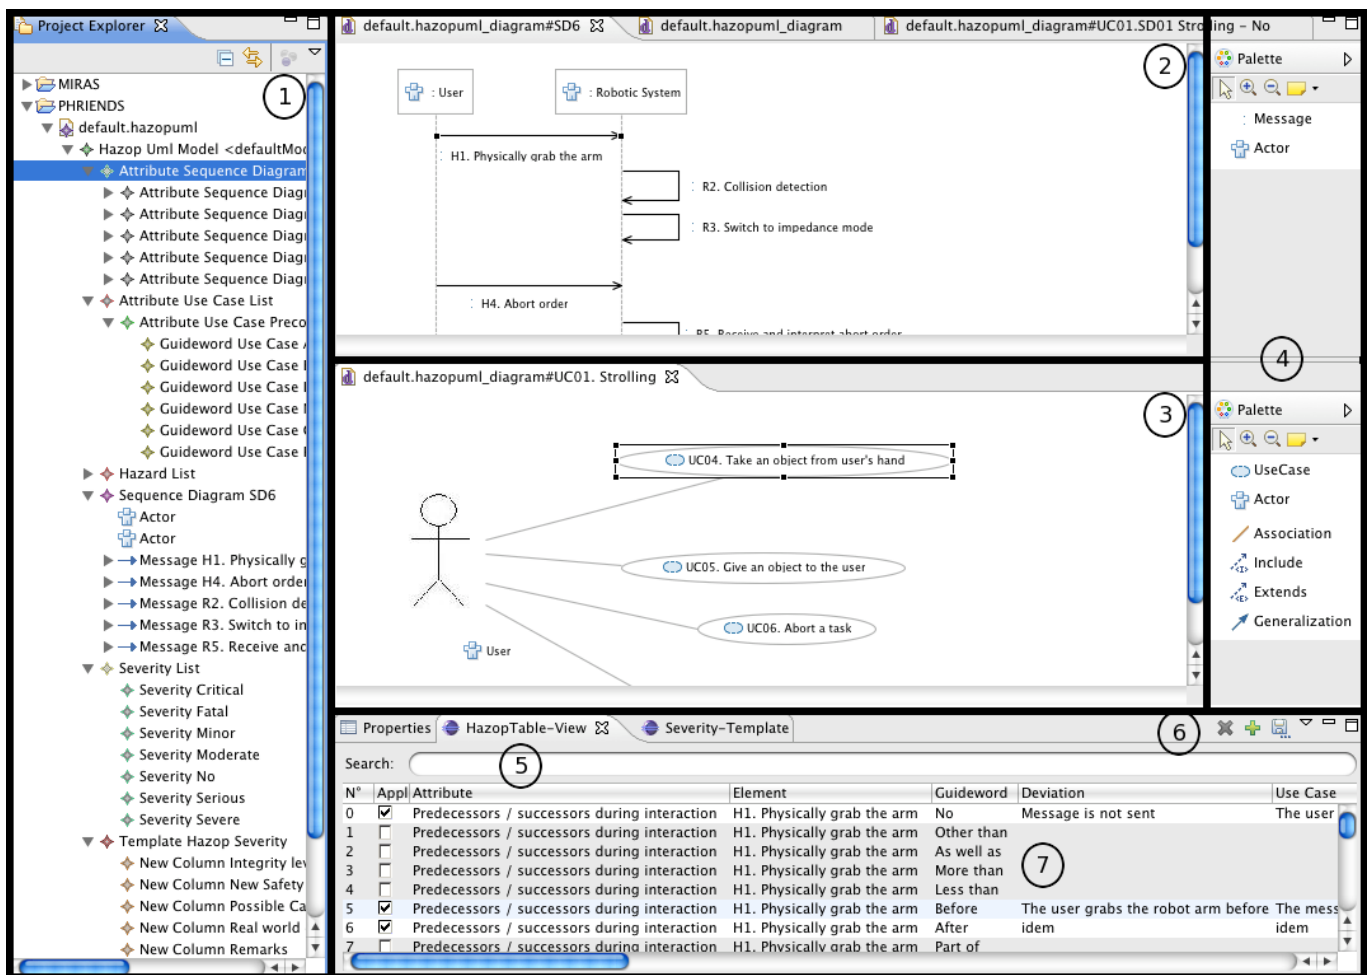 Project Explorer
1
MIRAS
PHRIENDS
default.hazopuml
Hazop Uml Model <defaultMo
Attribute Sequence Diagram
Attribute Sequence Diag
Attribute Sequence Diag
Attribute Sequence Diag
Attribute Sequence Diag
Attribute Sequence Diag
Attribute Use Case List
Attribute Use Case Preco
Guideword Use Case
Guideword Use Case
Guideword Use Case
Guideword Use Case
Guideword Use Case
Guideword Use Case
Hazard List
Sequence Diagram SD6
Actor
Actor
Message H1. Physically g
Message H4. Abort order
Message R2. Collision de
Message R3. Switch to in
Message R5. Receive and
Severity List
Severity Critical
Severity Fatal
Severity Minor
Severity Moderate
Severity No
Severity Serious
Severity Severe
Template Hazop Severity
New Column Integrity lev
New Column New Safety
New Column Possible Ca
New Column Real world
New Column Remarks
default.hazopuml_diagram#SD6 default.hazopuml_diagram default.hazopuml_diagram#UC01.SD01 Strolling – No
2
: User : Robotic System
: H1. Physically grab the arm
: R2. Collision detection
: R3. Switch to impedance mode
: H4. Abort order
: R5. Receive and interpret abort order
Palette
: Message
Actor
4
default.hazopuml_diagram#UC01. Strolling
3
UC04. Take an object from user's hand
UC05. Give an object to the user
UC06. Abort a task
User
Palette
UseCase
Actor
Association
Include
Extends
Generalization
Properties HazopTable-View Severity-Template
6
Search:
5
N° Appl Attribute Element Guideword Deviation Use Case
0 Predecessors / successors during interaction H1. Physically grab the arm No Message is not sent The user
1 Predecessors / successors during interaction H1. Physically grab the arm Other than
2 Predecessors / successors during interaction H1. Physically grab the arm As well as
3 Predecessors / successors during interaction H1. Physically grab the arm More than
7
4 Predecessors / successors during interaction H1. Physically grab the arm Less than
5 Predecessors / successors during interaction H1. Physically grab the arm Before The user grabs the robot arm before The mess
6 Predecessors / successors during interaction H1. Physically grab the arm After idem idem
7 Predecessors / successors during interaction H1. Physically grab the arm Part of